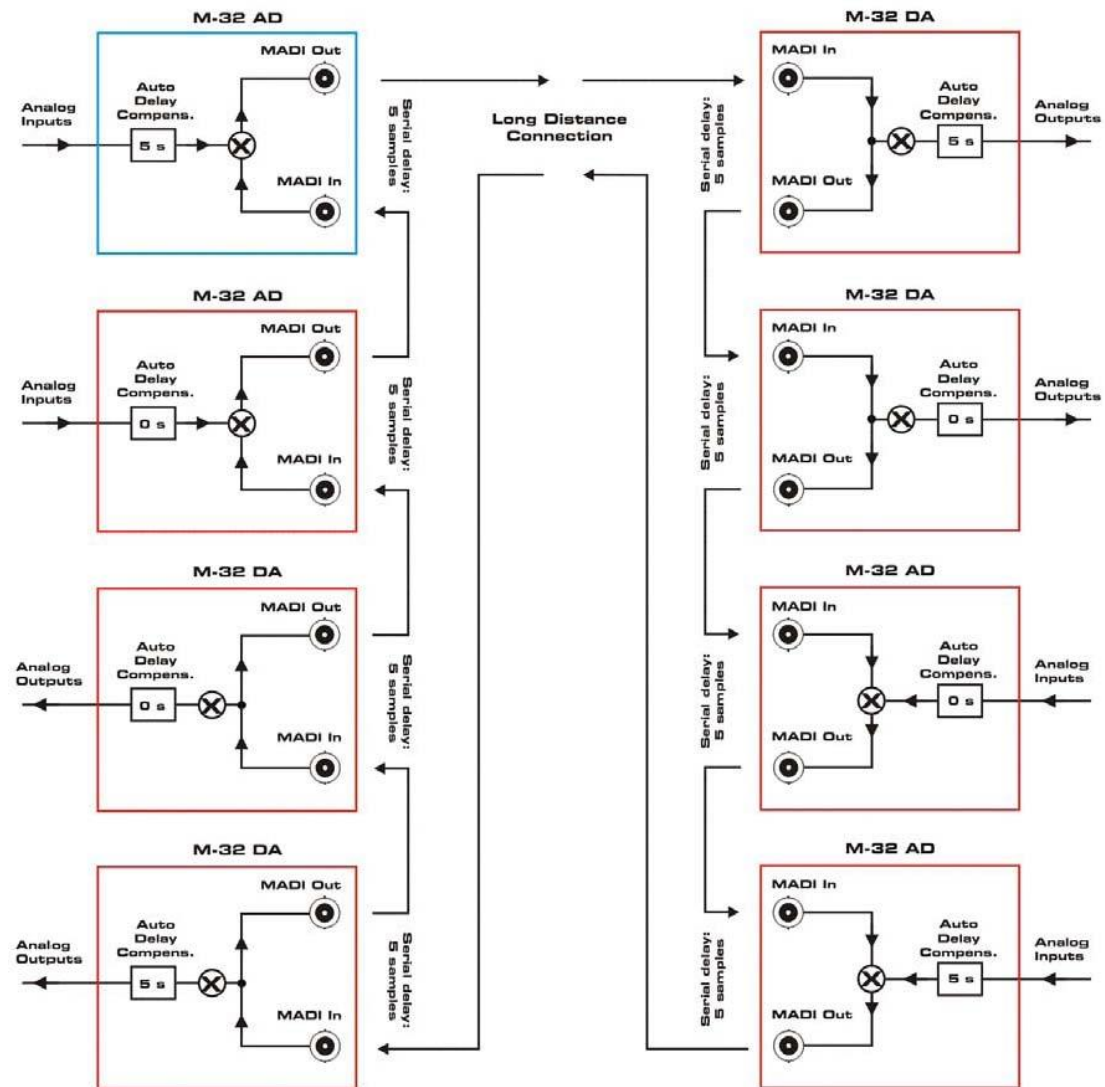 M-32 AD
MADI Out
Auto
Delay
Compens.
Analog
Inputs
5 s
MADI In
Serial delay:
5 samples
Long Distance
Connection
M-32 DA
MADI In
Auto
Delay
Compens.
Analog
Outputs
5 s
MADI Out
Serial delay:
5 samples
M-32 AD
MADI Out
Auto
Delay
Compens.
Analog
Inputs
0 s
MADI In
Serial delay:
5 samples
M-32 DA
MADI In
Auto
Delay
Compens.
Analog
Outputs
0 s
MADI Out
Serial delay:
5 samples
M-32 DA
MADI Out
Auto
Delay
Compens.
Analog
Outputs
0 s
MADI In
Serial delay:
5 samples
M-32 AD
MADI In
Auto
Delay
Compens.
Analog
Inputs
0 s
MADI Out
Serial delay:
5 samples
M-32 DA
MADI Out
Auto
Delay
Compens.
Analog
Outputs
5 s
MADI In
Serial delay:
5 samples
M-32 AD
MADI In
Auto
Delay
Compens.
Analog
Inputs
5 s
MADI Out
Serial delay:
5 samples